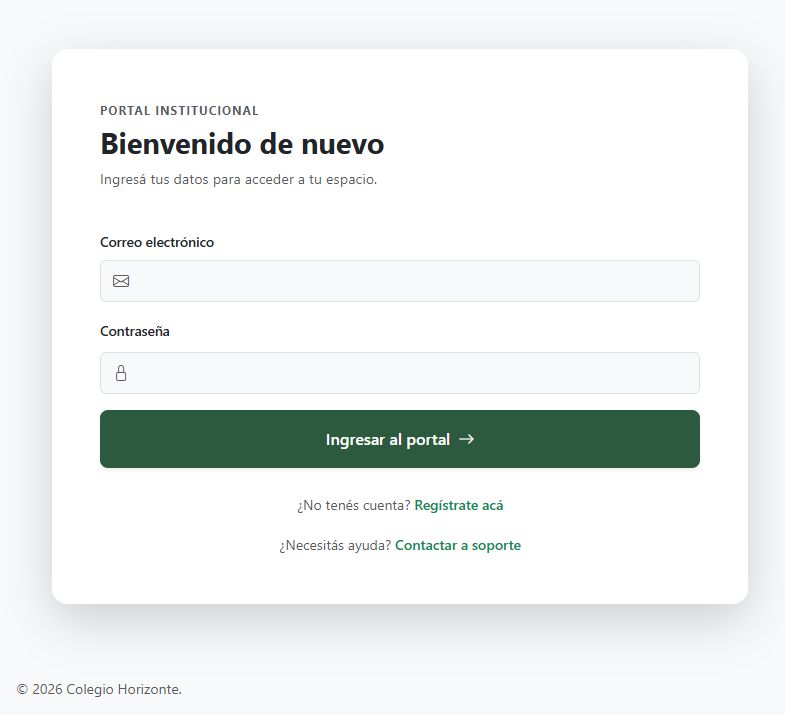 PORTAL INSTITUCIONAL
Bienvenido de nuevo
Ingresá tus datos para acceder a tu espacio.
Correo electrónico
Contraseña
Ingresar al portal →
¿No tenés cuenta? Regístrate acá
¿Necesitás ayuda? Contactar a soporte
© 2026 Colegio Horizonte.